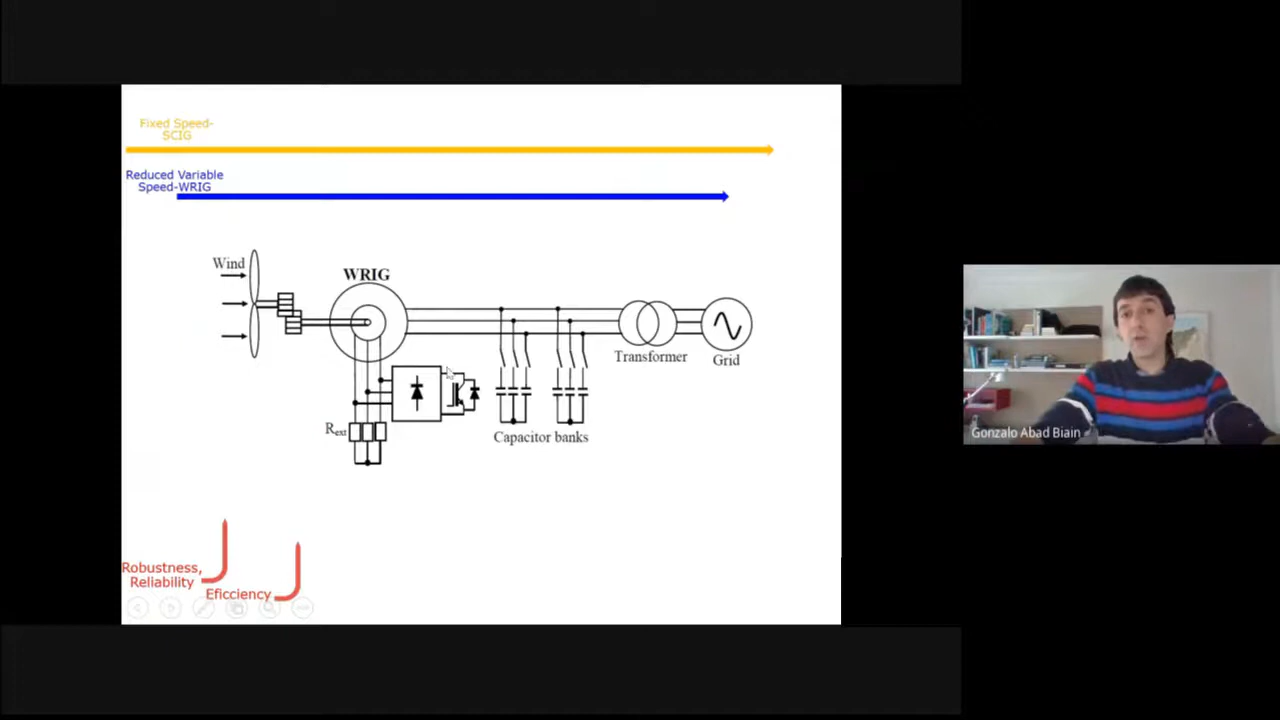 Fixed Speed-
SCIG
Reduced Variable
Speed-WRIG
Wind
WRIG
Transformer
Grid
Rext
Capacitor banks
Gonzalo Abad Biain
Robustness,
Reliability
Eficciency